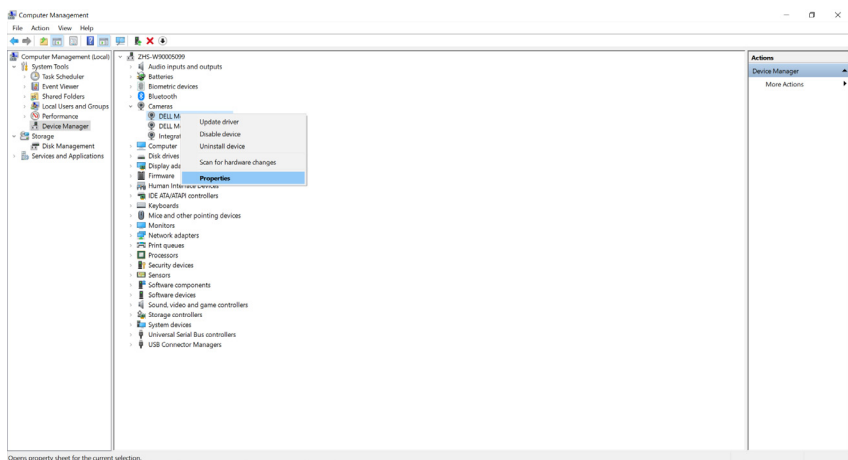 Computer Management
File Action View Help
Computer Management (Local)
System Tools
Task Scheduler
Event Viewer
Shared Folders
Local Users and Groups
Performance
Device Manager
Storage
Disk Management
Services and Applications
ZHS-W90005099
Audio inputs and outputs
Batteries
Biometric devices
Bluetooth
Cameras
DELL M
DELL M
Integrat
Computer
Disk drives
Display ada
Firmware
Human Interface Devices
IDE ATA/ATAPI controllers
Keyboards
Mice and other pointing devices
Monitors
Network adapters
Print queues
Processors
Security devices
Sensors
Software components
Software devices
Sound, video and game controllers
Storage controllers
System devices
Universal Serial Bus controllers
USB Connector Managers
Update driver
Disable device
Uninstall device
Scan for hardware changes
Properties
Actions
Device Manager
More Actions
Opens property sheet for the current selection.